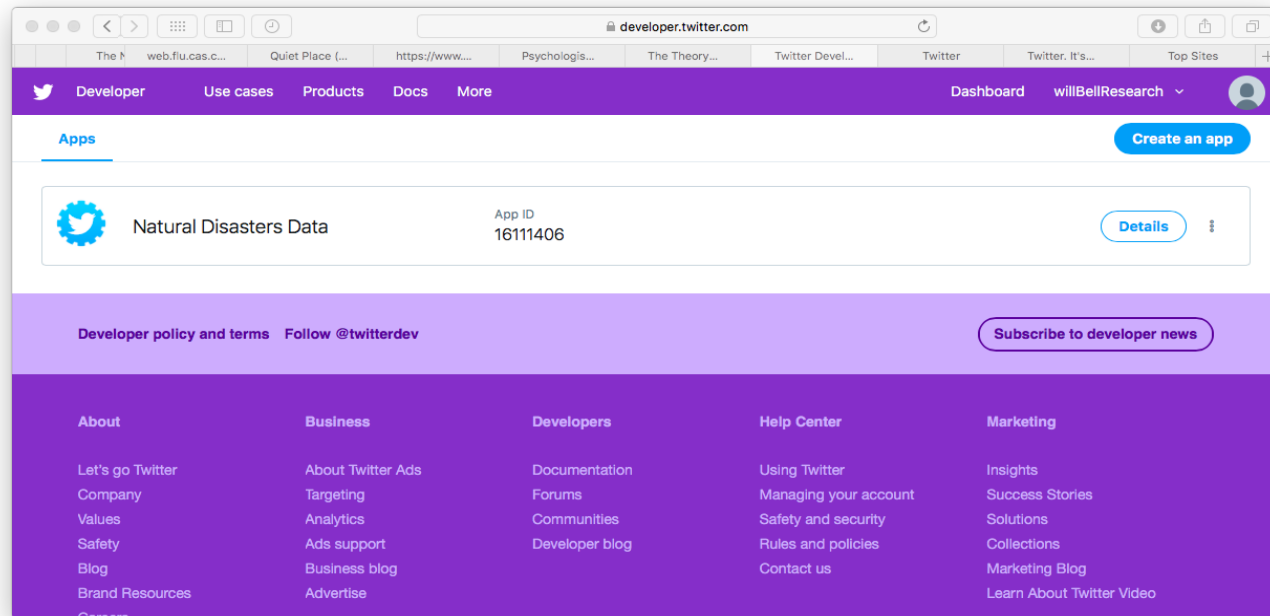 developer.twitter.com
The N web.flu.cas.c... Quiet Place (... https://www.... Psychologis... The Theory... Twitter Devel... Twitter Twitter. It's... Top Sites
Developer Use cases Products Docs More Dashboard willBellResearch
Apps Create an app
Natural Disasters Data App ID Details
16111406
Developer policy and terms Follow @twitterdev Subscribe to developer news
About Business Developers Help Center Marketing
Let's go Twitter About Twitter Ads Documentation Using Twitter Insights
Company Targeting Forums Managing your account Success Stories
Values Analytics Communities Safety and security Solutions
Safety Ads support Developer blog Rules and policies Collections
Blog Business blog Contact us Marketing Blog
Brand Resources Advertise Learn About Twitter Video